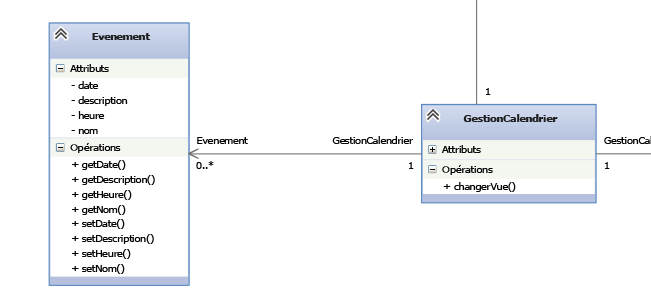 Evenement
Attributs
- date
- description
- heure
- nom
Opérations
+ getDate()
+ getDescription()
+ getHeure()
+ getNom()
+ setDate()
+ setDescription()
+ setHeure()
+ setNom()
Evenement
0..*
GestionCalendrier
1
1
GestionCalendrier
Attributs
Opérations
+ changerVue()
GestionCal
1